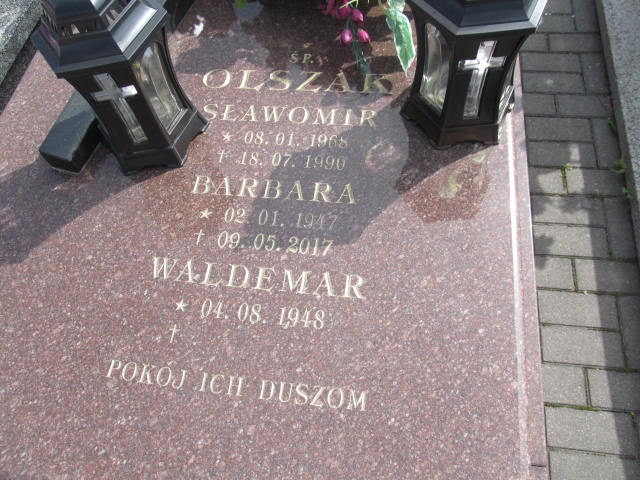 Ś.P.
OLSZAK
SŁAWOMIR
* 08.01.1968
† 18.07.1990
BARBARA
* 02.01.1947
† 09.05.2017
WALDEMAR
* 04.08.1948
†
POKÓJ ICH DUSZOM